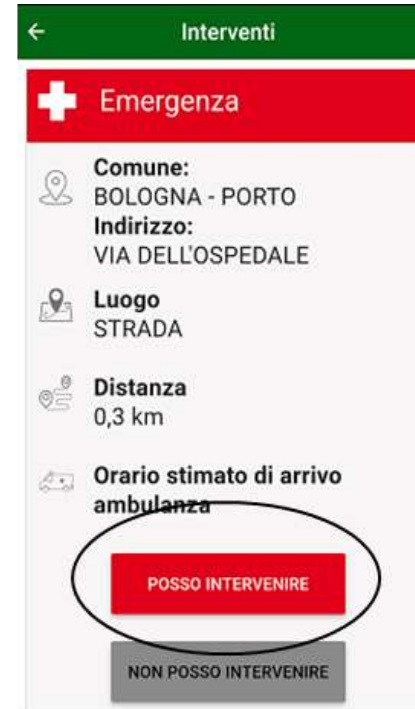 Interventi
Emergenza
Comune:
BOLOGNA - PORTO
Indirizzo:
VIA DELL'OSPEDALE
Luogo
STRADA
Distanza
0,3 km
Orario stimato di arrivo
ambulanza
POSSO INTERVENIRE
NON POSSO INTERVENIRE